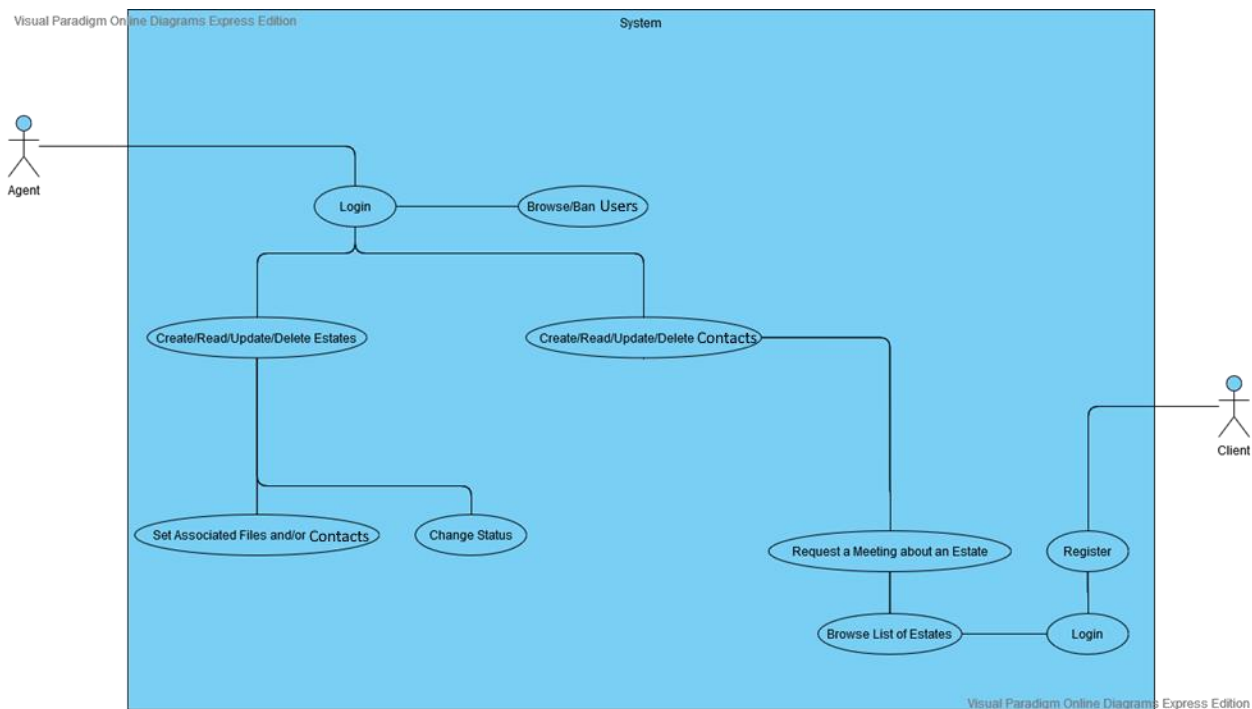 Visual Paradigm Online Diagrams Express Edition
System
Agent
Login
Browse/Ban Users
Create/Read/Update/Delete Estates
Create/Read/Update/Delete Contacts
Client
Set Associated Files and/or Contacts
Change Status
Request a Meeting about an Estate
Register
Browse List of Estates
Login
Visual Paradigm Online Diagrams Express Edition